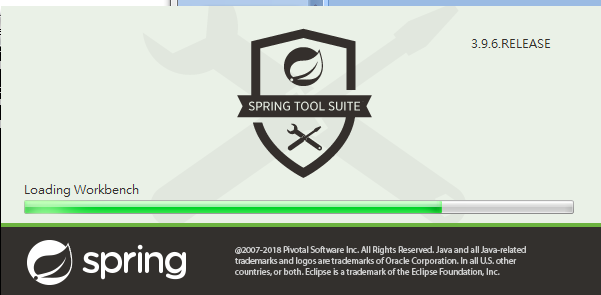 3.9.6.RELEASE
SPRING TOOL SUITE
Loading Workbench
spring
@2007-2018 Pivotal Software Inc. All Rights Reserved. Java and all Java-related
trademarks and logos are trademarks of Oracle Corporation. In all U.S. other
countries, or both. Eclipse is a trademark of the Eclipse Foundation, Inc.